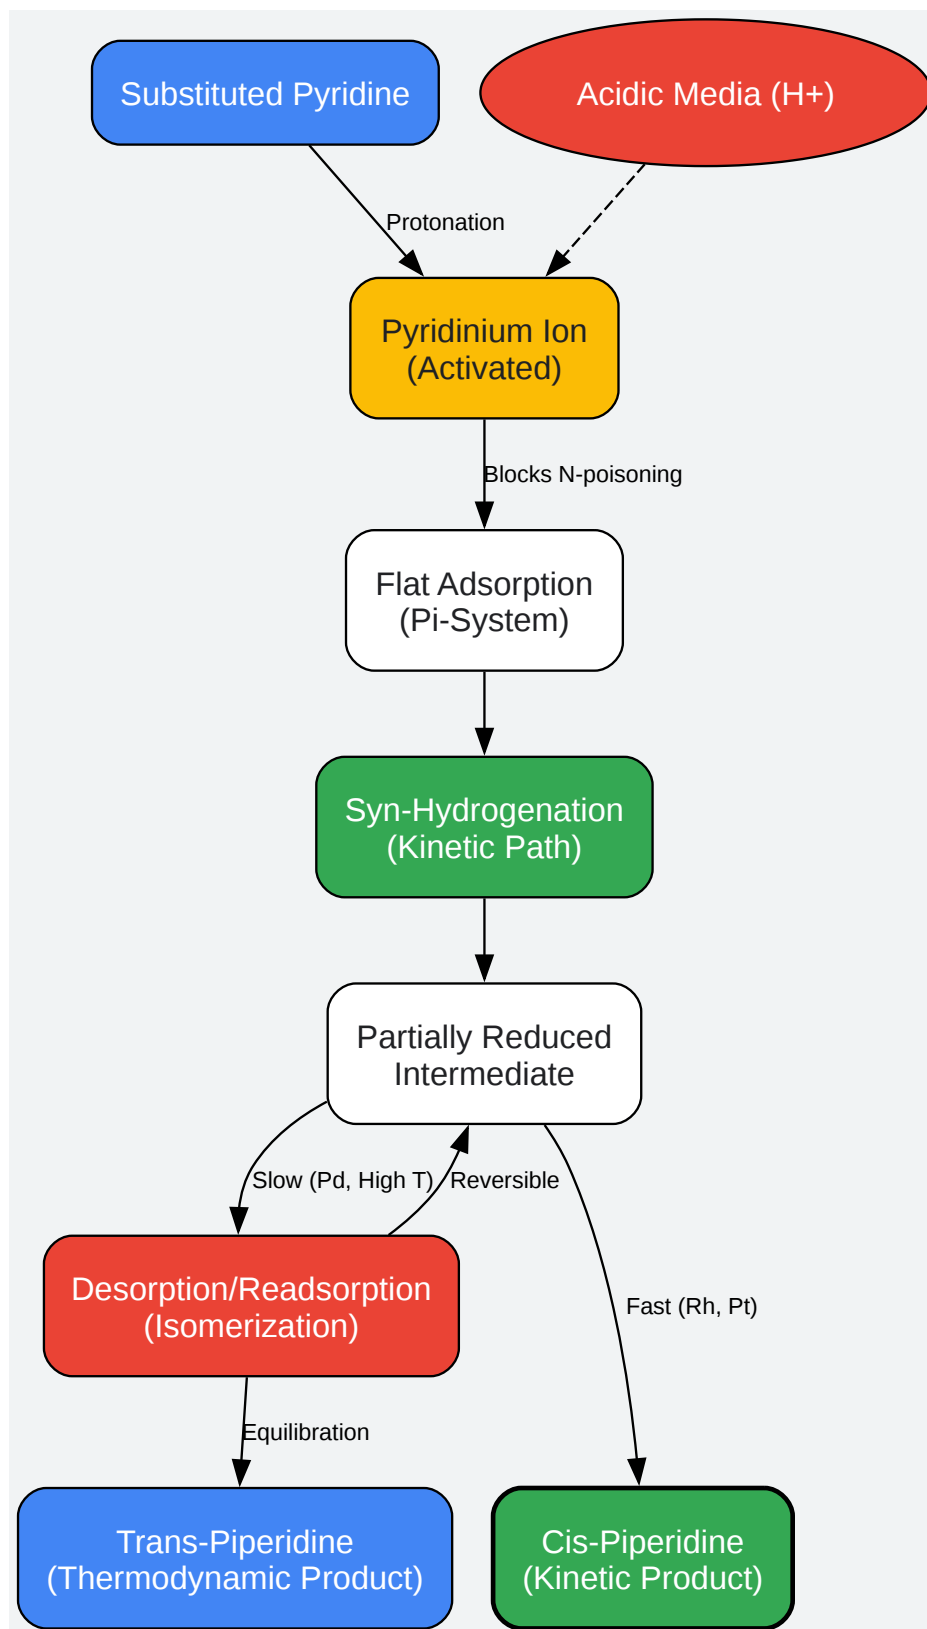 Substituted Pyridine
Acidic Media (H+)
Protonation
Pyridinium Ion
(Activated)
Blocks N-poisoning
Flat Adsorption
(Pi-System)
Syn-Hydrogenation
(Kinetic Path)
Partially Reduced
Intermediate
Slow (Pd, High T)
Reversible
Desorption/Readsorption
(Isomerization)
Fast (Rh, Pt)
Equilibration
Trans-Piperidine
(Thermodynamic Product)
Cis-Piperidine
(Kinetic Product)